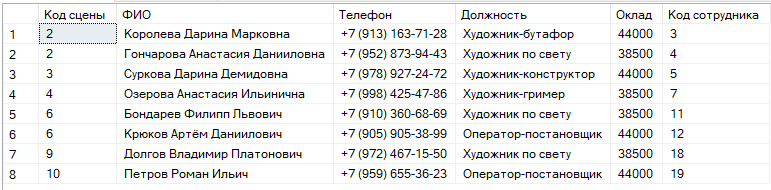 Код сцены ФИО Телефон Должность Оклад Код сотрудника
1 2 Королева Дарина Марковна +7 (913) 163-71-28 Художник-бутафор 44000 3
2 2 Гончарова Анастасия Данииловна +7 (952) 873-94-43 Художник по свету 38500 4
3 3 Суркова Дарина Демидовна +7 (978) 927-24-72 Художник-конструктор 44000 5
4 4 Озерова Анастасия Ильинична +7 (998) 425-47-86 Художник-гример 38500 7
5 6 Бондарев Филипп Львович +7 (910) 360-68-69 Художник по свету 38500 11
6 6 Крюков Артём Даниилович +7 (905) 905-38-99 Оператор-постановщик 44000 12
7 9 Долгов Владимир Платонович +7 (972) 467-15-50 Художник по свету 38500 18
8 10 Петров Роман Ильич +7 (959) 655-36-23 Оператор-постановщик 44000 19